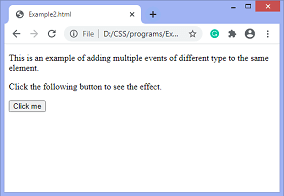 Example2.html
File | D:/CSS/programs/Ex...
This is an example of adding multiple events of different type to the same
element.
Click the following button to see the effect.
Click me